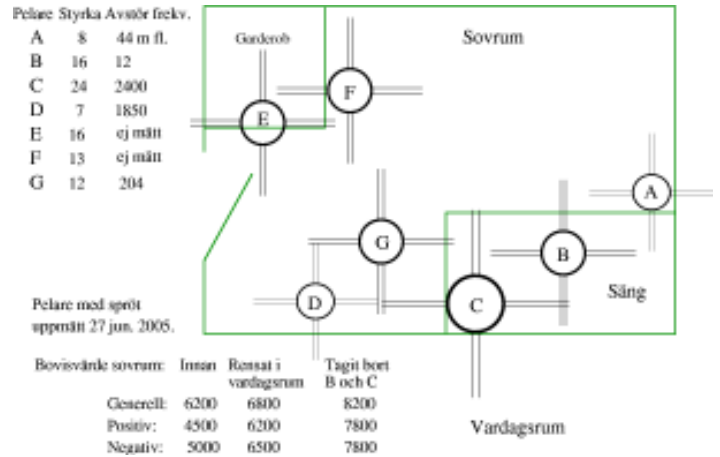 Pelare Styrka Avstör frekv.
A 8 44 m fl.
B 16 12
C 24 2400
D 7 1850
E 16 ej mätt
F 13 ej mätt
G 12 204
Garderob
Sovrum
F
E
A
G
B
D
C
Säng
Pelare med spröt
uppmätt 27 jun. 2005.
Bovisvärde sovrum: Innan Rensat i vardagsrum Tagit bort B och C
Generell: 6200 6800 8200
Positiv: 4500 6200 7800
Negativ: 5000 6500 7800
Vardagsrum